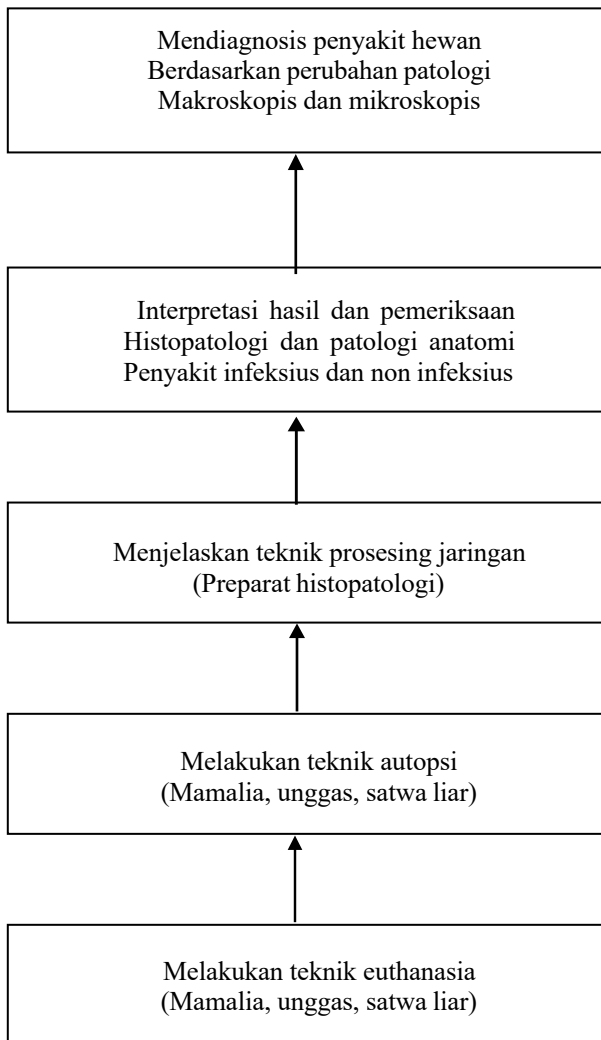 Mendiagnosis penyakit hewan
Berdasarkan perubahan patologi
Makroskopis dan mikroskopis
Interpretasi hasil dan pemeriksaan
Histopatologi dan patologi anatomi
Penyakit infeksius dan non infeksius
Menjelaskan teknik prosesing jaringan
(Preparat histopatologi)
Melakukan teknik autopsi
(Mamalia, unggas, satwa liar)
Melakukan teknik euthanasia
(Mamalia, unggas, satwa liar)